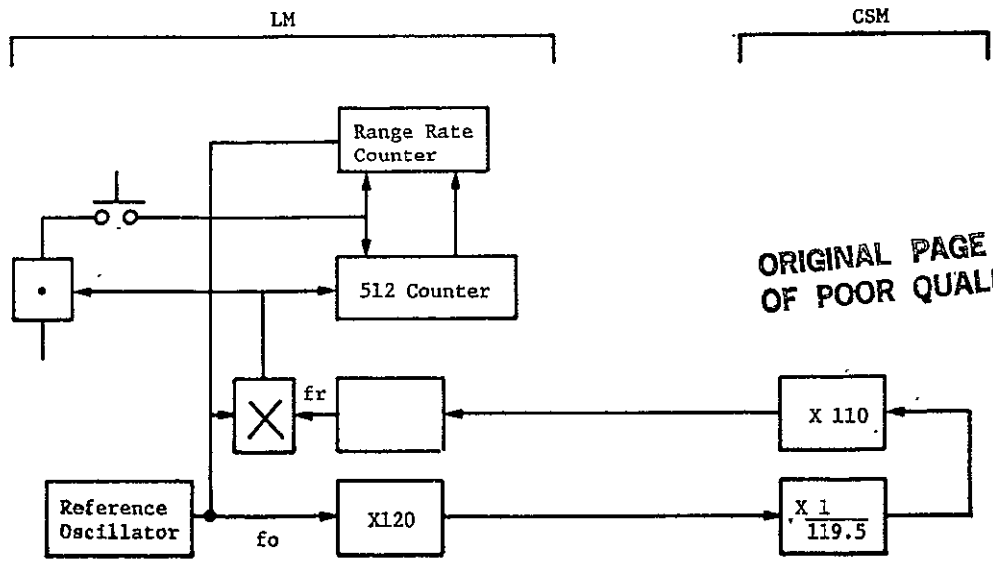 LM
CSM
Range Rate
Counter
ORIGINAL PAGE
OF POOR QUAL
512 Counter
fr
X 110
Reference
Oscillator
fo
X120
X 1
119.5